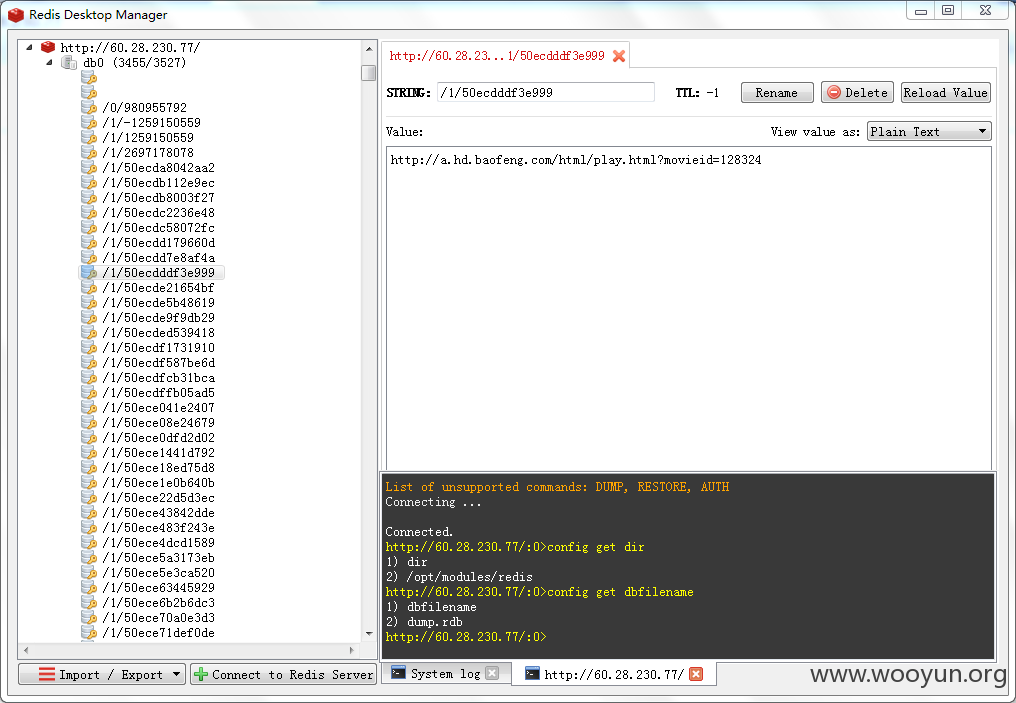 Redis Desktop Manager
http://60.28.230.77/
db0 (3455/3527)
/0/980955792
/1/-1259150559
/1/1259150559
/1/2697178078
/1/50ecda8042aa2
/1/50ecdb112e9ec
/1/50ecdb8003f27
/1/50ecdc2236e48
/1/50ecdc58072fc
/1/50ecdd179660d
/1/50ecdd7e8af4a
/1/50ecdddf3e999
/1/50ecde21654bf
/1/50ecde5b48619
/1/50ecde9f9db29
/1/50ecded539418
/1/50ecdf1731910
/1/50ecdf587be6d
/1/50ecdfcb31bca
/1/50ecdffb05ad5
/1/50ece041e2407
/1/50ece08e24679
/1/50ece0dfd2d02
/1/50ece1441d792
/1/50ece18ed75d8
/1/50ece1e0b640b
/1/50ece22d5d3ec
/1/50ece43842dde
/1/50ece483f243e
/1/50ece4dcd1589
/1/50ece5a3173eb
/1/50ece5e3ca520
/1/50ece63445929
/1/50ece6b2b6dc3
/1/50ece70a0e3d3
/1/50ece71def0de
Import / Export
Connect to Redis Server
http://60.28.23...1/50ecdddf3e999
STRING: /1/50ecdddf3e999 TTL: -1 Rename Delete Reload Value
Value: View value as: Plain Text
http://a.hd.baofeng.com/html/play.html?movieid=128324
List of unsupported commands: DUMP, RESTORE, AUTH
Connecting ...
Connected.
http://60.28.230.77/:0>config get dir
1) dir
2) /opt/modules/redis
http://60.28.230.77/:0>config get dbfilename
1) dbfilename
2) dump.rdb
http://60.28.230.77/:0>
System log http://60.28.230.77/
www.wooyun.org